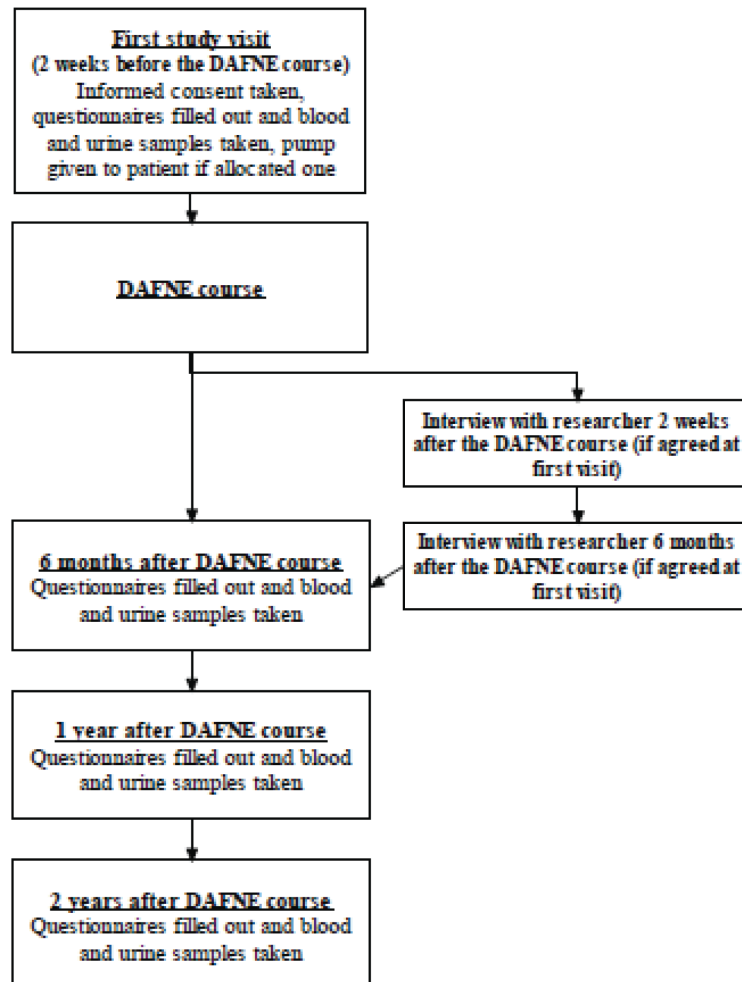 First study visit
(2 weeks before the DAFNE course)
Informed consent taken,
questionnaires filled out and blood
and urine samples taken, pump
given to patient if allocated one
DAFNE course
Interview with researcher 2 weeks
after the DAFNE course (if agreed at
first visit)
Interview with researcher 6 months
after the DAFNE course (if agreed at
first visit)
6 months after DAFNE course
Questionnaires filled out and blood
and urine samples taken
1 year after DAFNE course
Questionnaires filled out and blood
and urine samples taken
2 years after DAFNE course
Questionnaires filled out and blood
and urine samples taken